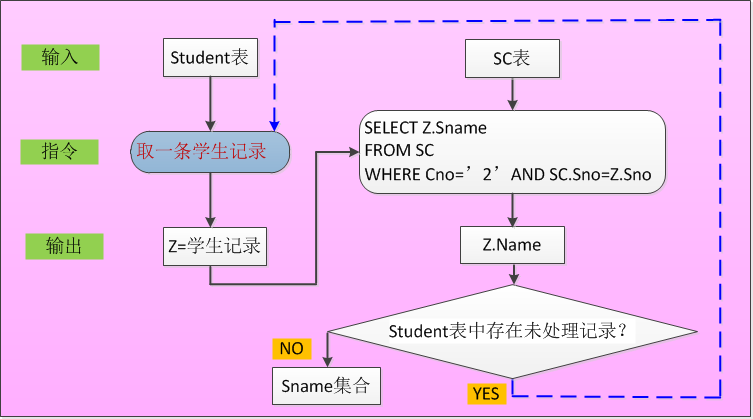 输入
Student表
SC表
指令
取一条学生记录
SELECT Z.Sname
FROM SC
WHERE Cno=’2’AND SC.Sno=Z.Sno
输出
Z=学生记录
Z.Name
Student表中存在未处理记录?
NO
Sname集合
YES